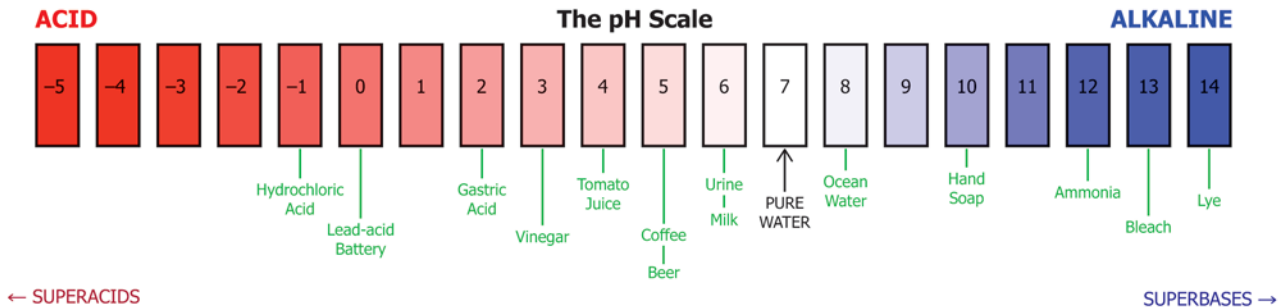 ACID The pH Scale ALKALINE
–5 –4 –3 –2 –1 0 1 2 3 4 5 6 7 8 9 10 11 12 13 14
Hydrochloric
Acid
Lead-acid
Battery
Gastric
Acid
Vinegar
Tomato
Juice
Coffee
Beer
Urine
Milk
PURE
WATER
Ocean
Water
Hand
Soap
Ammonia
Bleach
Lye
← SUPERACIDS
SUPERBASES →